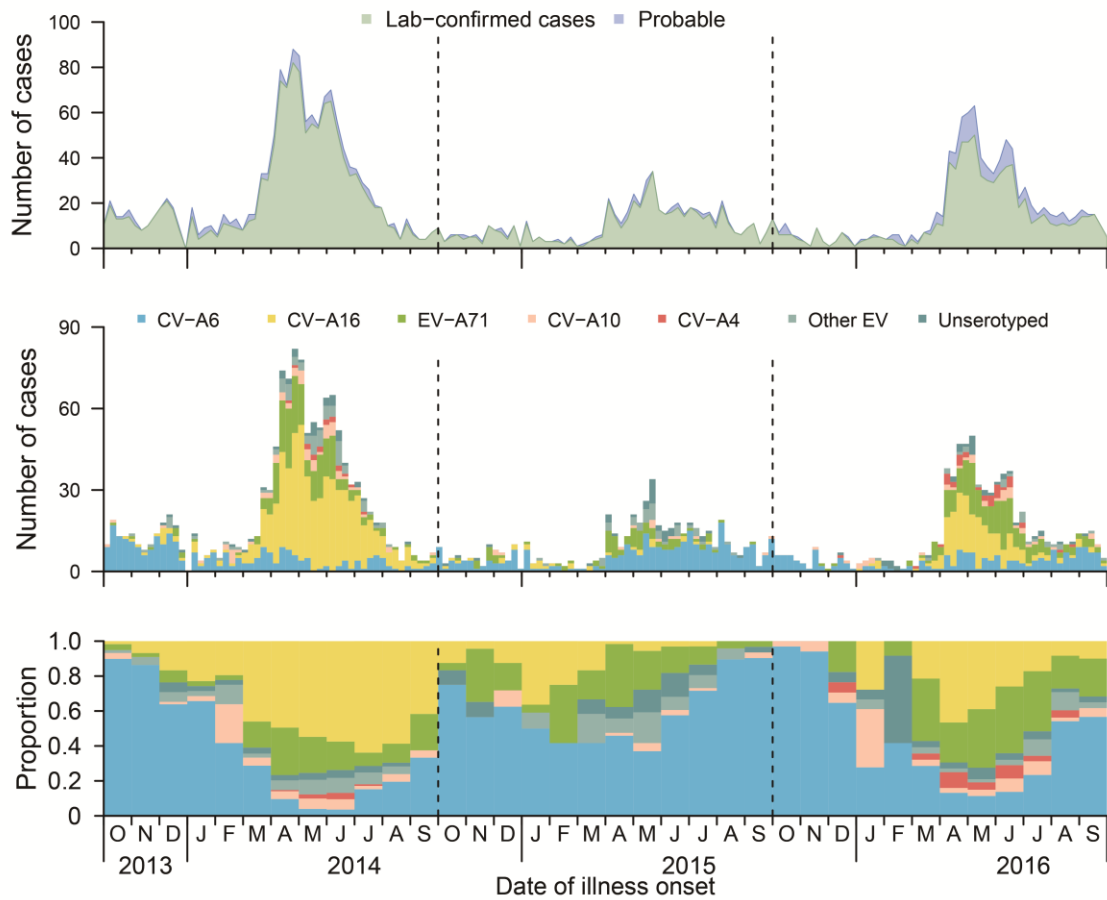 Lab−confirmed cases Probable
Number of cases
100
80
60
40
20
0
CV−A6 CV−A16 EV−A71 CV−A10 CV−A4 Other EV Unserotyped
Number of cases
90
60
30
0
Proportion
1.0
0.8
0.6
0.4
0.2
0
O N D J F M A M J J A S O N D J F M A M J J A S O N D J F M A M J J A S
2013 2014 2015 2016
Date of illness onset